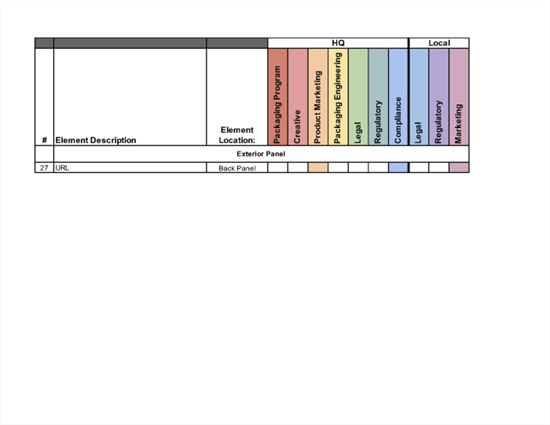 HQ Local
# Element Description Element Location: Packaging Program Creative Product Marketing Packaging Engineering Legal Regulatory Compliance Legal Regulatory Marketing
Exterior Panel
27 URL Back Panel